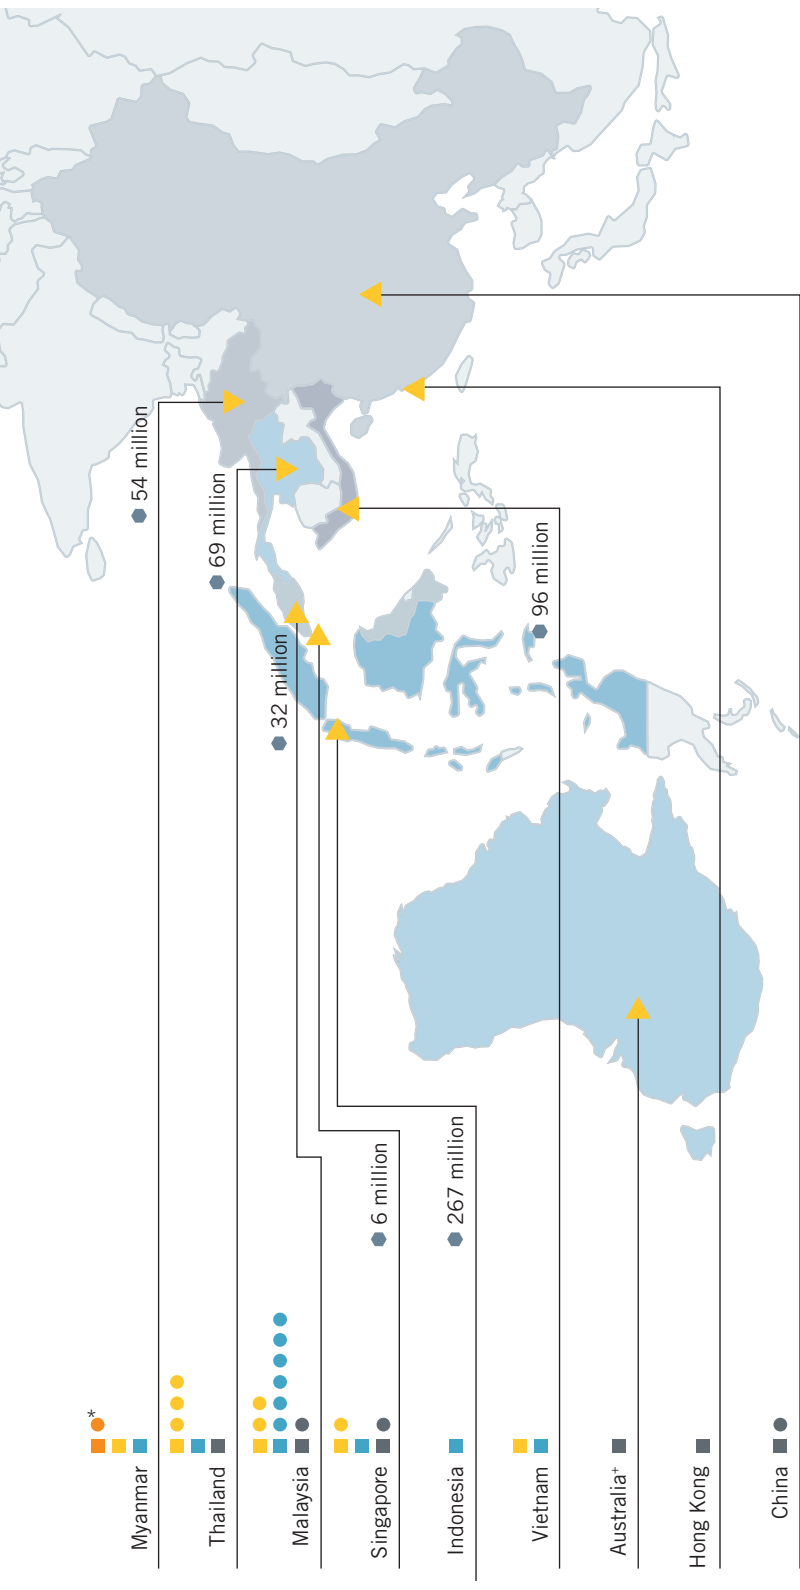 54 million
69 million
32 million
96 million
6 million
267 million
*
Myanmar
Thailand
Malaysia
Singapore
Indonesia
Vietnam
Australia+
Hong Kong
China